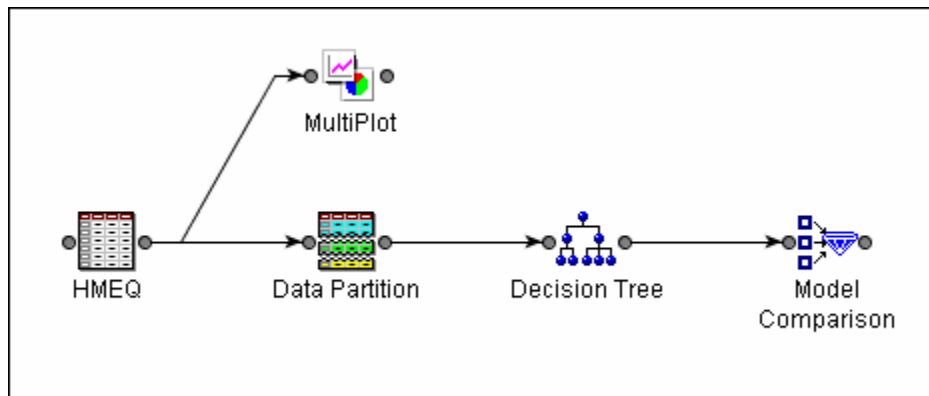 MultiPlot
HMEQ
Data Partition
Decision Tree
Model
Comparison